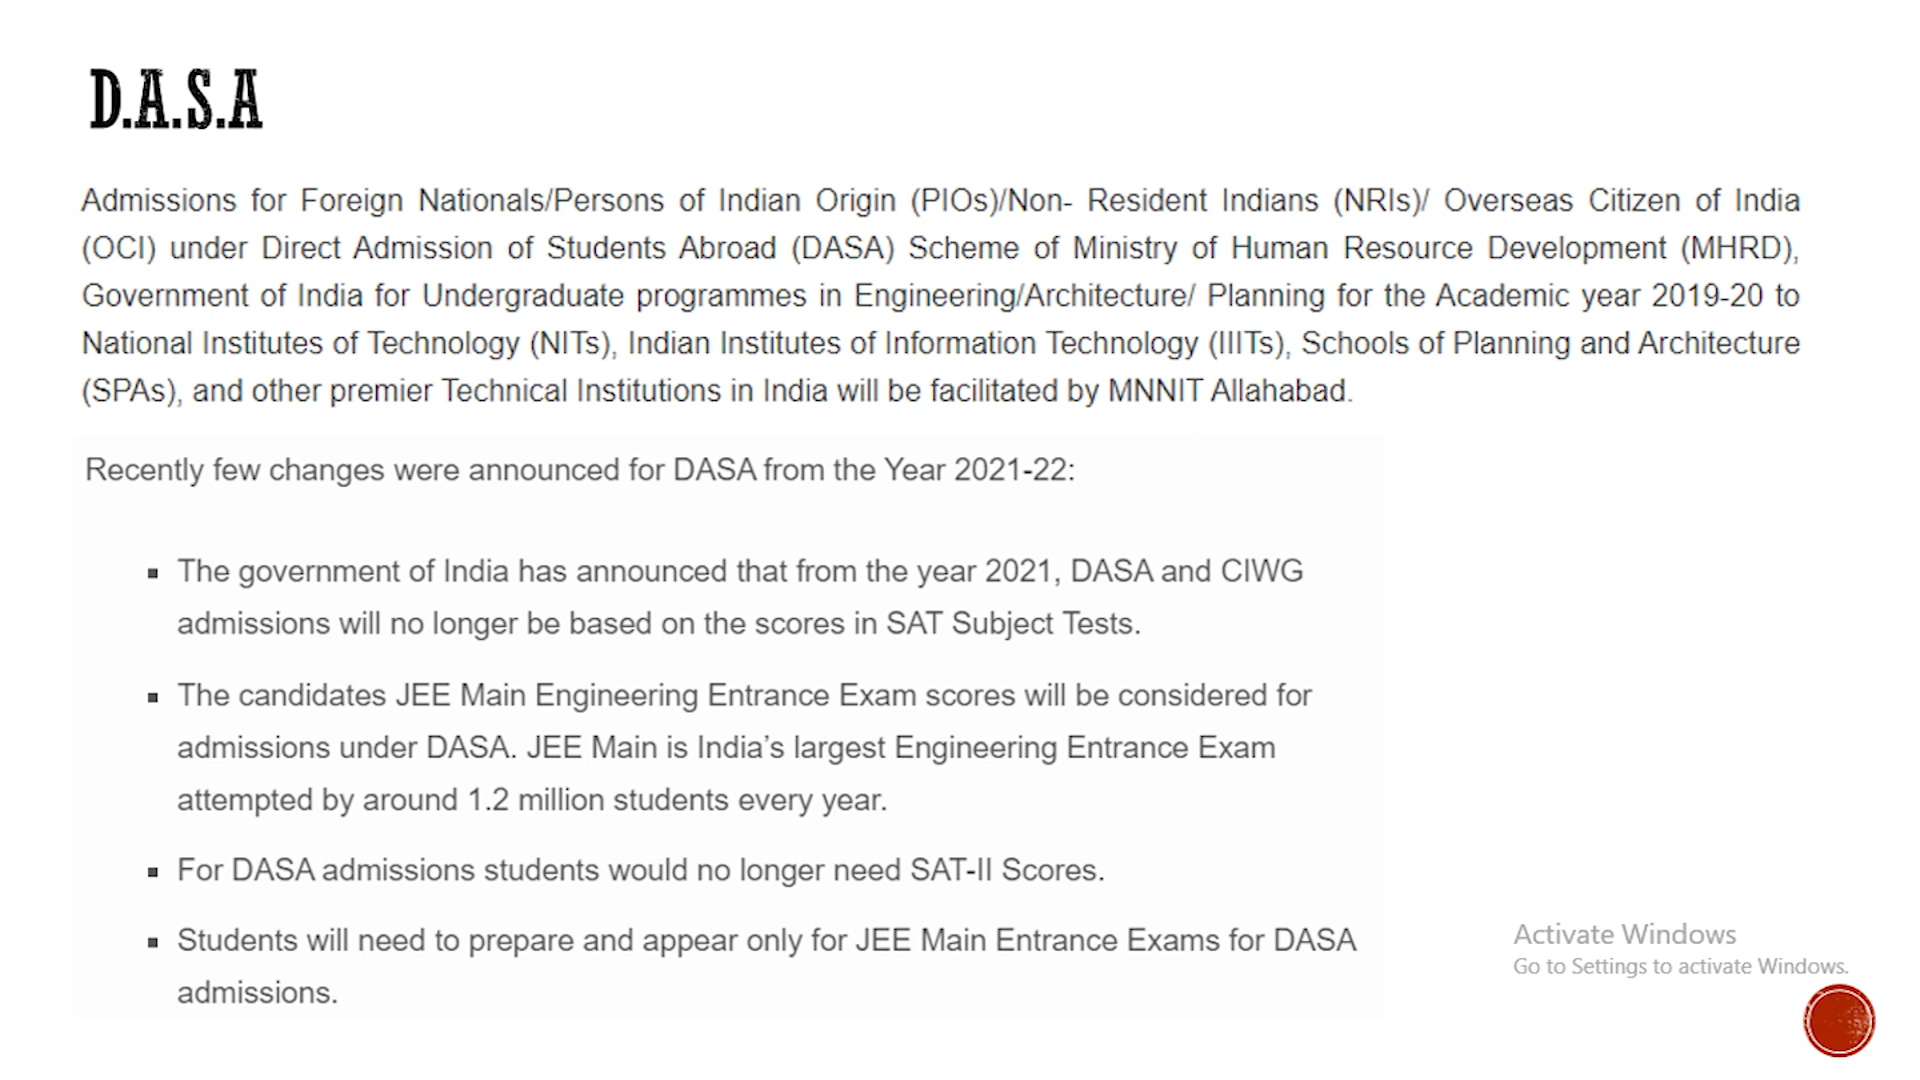 D.A.S.A
Admissions for Foreign Nationals/Persons of Indian Origin (PIOs)/Non- Resident Indians (NRIs)/ Overseas Citizen of India
(OCI) under Direct Admission of Students Abroad (DASA) Scheme of Ministry of Human Resource Development (MHRD),
Government of India for Undergraduate programmes in Engineering/Architecture/ Planning for the Academic year 2019-20 to
National Institutes of Technology (NITs), Indian Institutes of Information Technology (IIITs), Schools of Planning and Architecture
(SPAs), and other premier Technical Institutions in India will be facilitated by MNNIT Allahabad.
Recently few changes were announced for DASA from the Year 2021-22:
▪ The government of India has announced that from the year 2021, DASA and CIWG
admissions will no longer be based on the scores in SAT Subject Tests.
▪ The candidates JEE Main Engineering Entrance Exam scores will be considered for
admissions under DASA. JEE Main is India’s largest Engineering Entrance Exam
attempted by around 1.2 million students every year.
▪ For DASA admissions students would no longer need SAT-II Scores.
▪ Students will need to prepare and appear only for JEE Main Entrance Exams for DASA
admissions.
Activate Windows
Go to Settings to activate Windows.